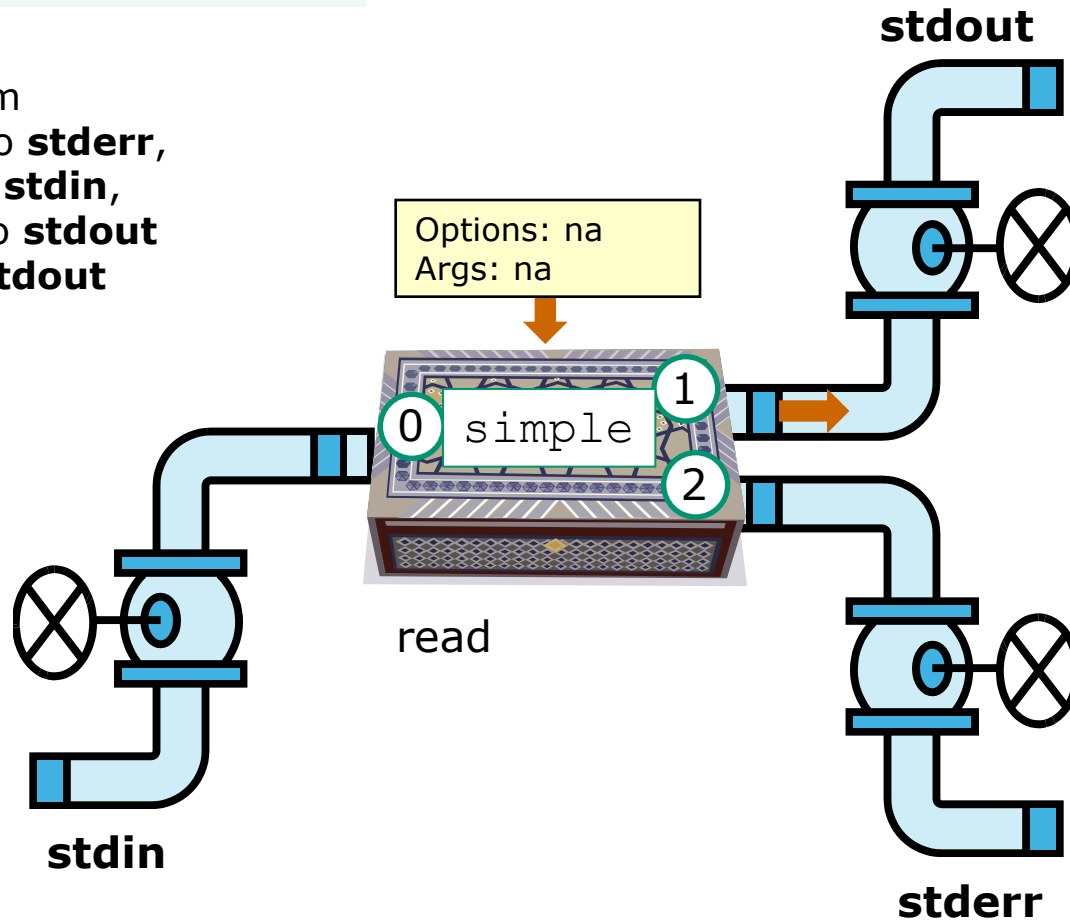 stdout
m
o stderr,
stdin,
o stdout
tdout
Options: na
Args: na
1
0
simple
2
read
stdin
stderr